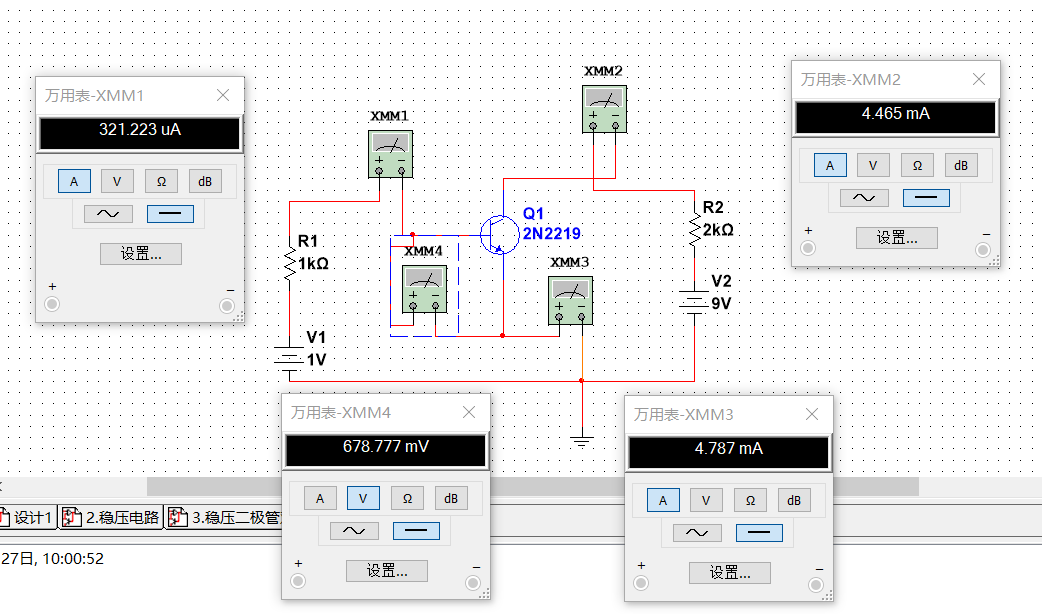 XMM2
万用表-XMM2
4.465 mA
A V Ω dB
设置...
+ −
万用表-XMM1
321.223 uA
A V Ω dB
设置...
+ −
XMM1
+ −
+ −
Q1
2N2219
R1
1kΩ
XMM4
+ −
XMM3
+ −
R2
2kΩ
V2
9V
V1
1V
万用表-XMM4
678.777 mV
A V Ω dB
设置...
+ −
万用表-XMM3
4.787 mA
A V Ω dB
设置...
+ −
设计1 2.稳压电路 3.稳压二极管
27日, 10:00:52